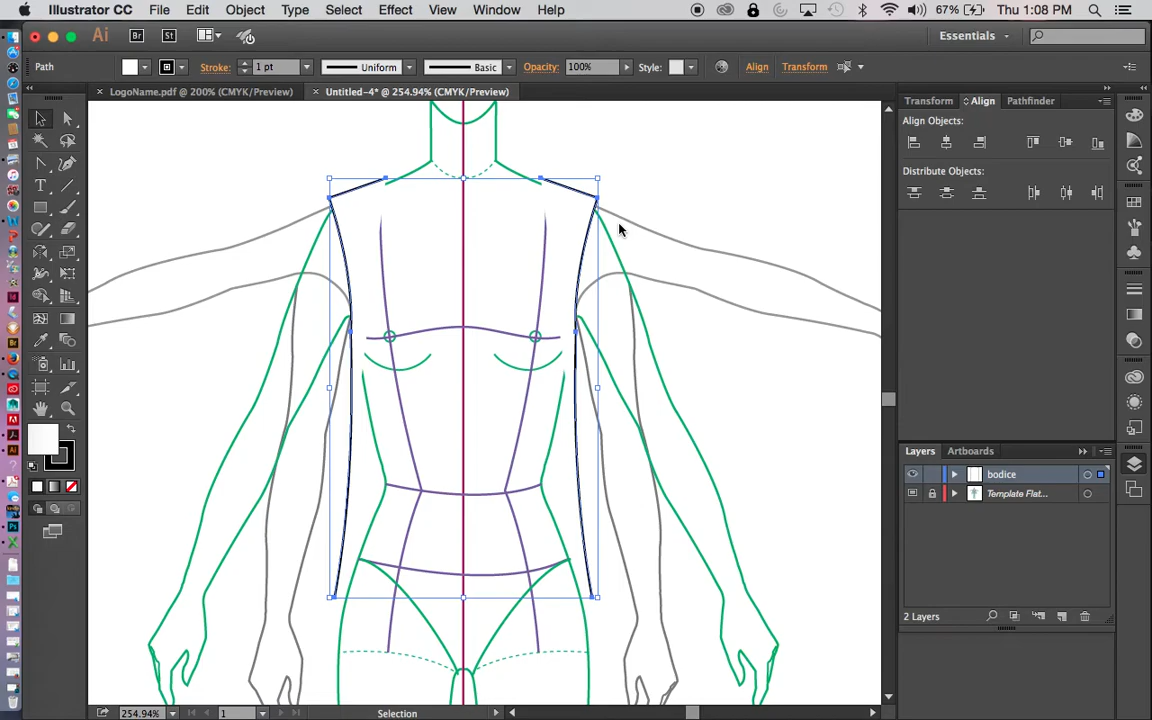 Illustrator CC File Edit Object Type Select Effect View Window Help 67% Thu 1:08 PM
Ai Br St Essentials
Path Stroke: 1 pt Uniform Basic Opacity: 100% Style: Align Transform
× LogoName.pdf @ 200% (CMYK/Preview) × Untitled-4* @ 254.94% (CMYK/Preview)
Transform Align Pathfinder
Align Objects:
Distribute Objects:
Layers Artboards
bodice
Template Flat...
2 Layers
254.94% 1 Selection